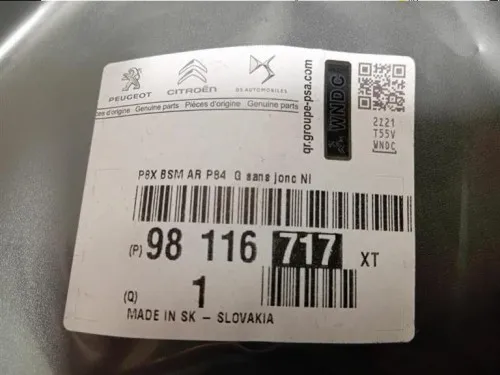 PEUGEOT CITROËN DS AUTOMOBILES
es d'origine Genuine parts Pièces d'origine Genuine parts
qr.groupe-psa.com
WNDC
2Z21
T55V
WNDC
P8X BSM AR P84 G sans jonc NI
(P) 98 116 717 XT
(Q) 1
MADE IN SK - SLOVAKIA